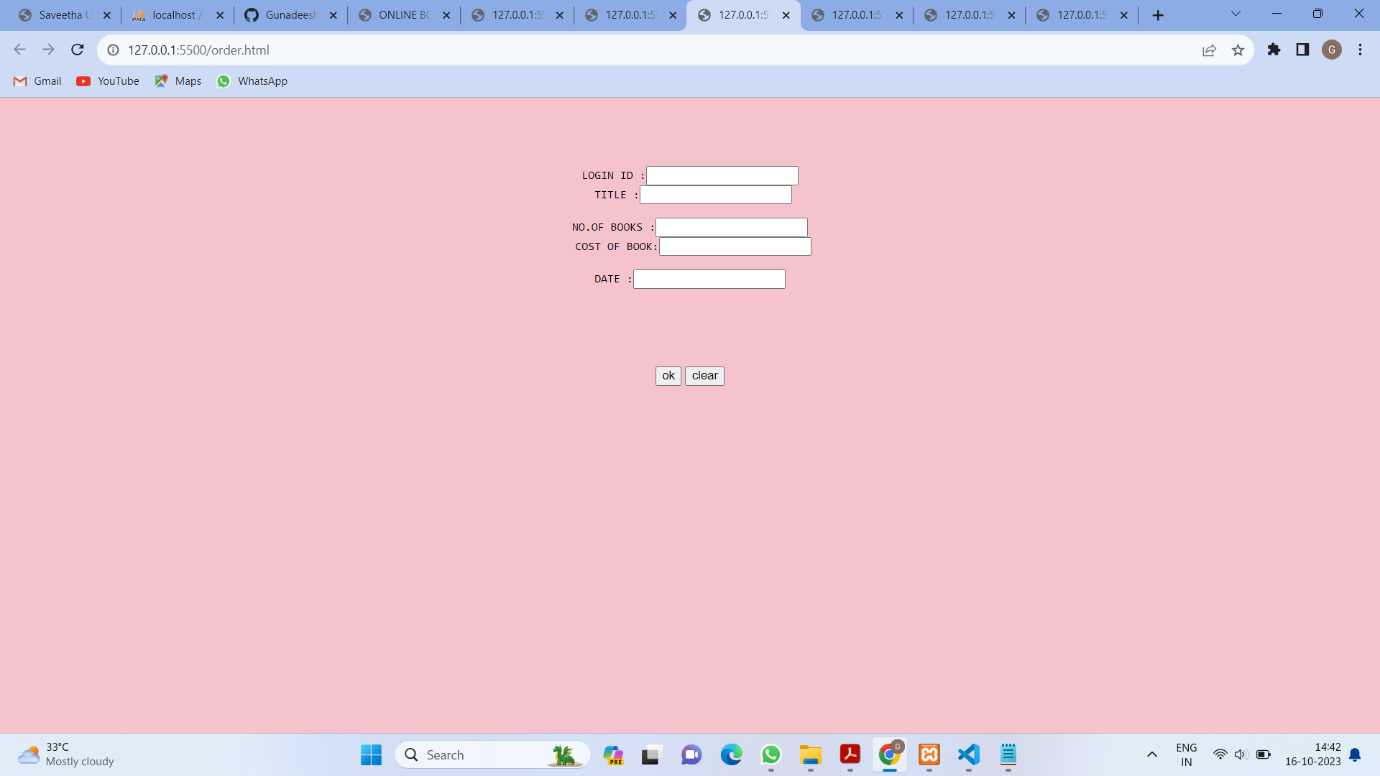 Saveetha U
localhost /
Gunadees
ONLINE BO
127.0.0.1:5
127.0.0.1:5
127.0.0.1:5
127.0.0.1:5
127.0.0.1:5
127.0.0.1:5
127.0.0.1:5500/order.html
G
Gmail
YouTube
Maps
WhatsApp
LOGIN ID :
TITLE :
NO.OF BOOKS :
COST OF BOOK:
DATE :
ok
clear
33°C
Mostly cloudy
Search
PRE
G
ENG
IN
14:42
16-10-2023